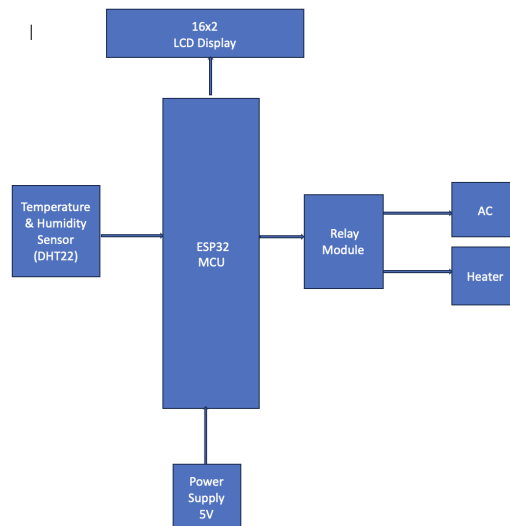 16x2
LCD Display
Temperature
& Humidity
Sensor
(DHT22)
ESP32
MCU
Relay
Module
AC
Heater
Power
Supply
5V